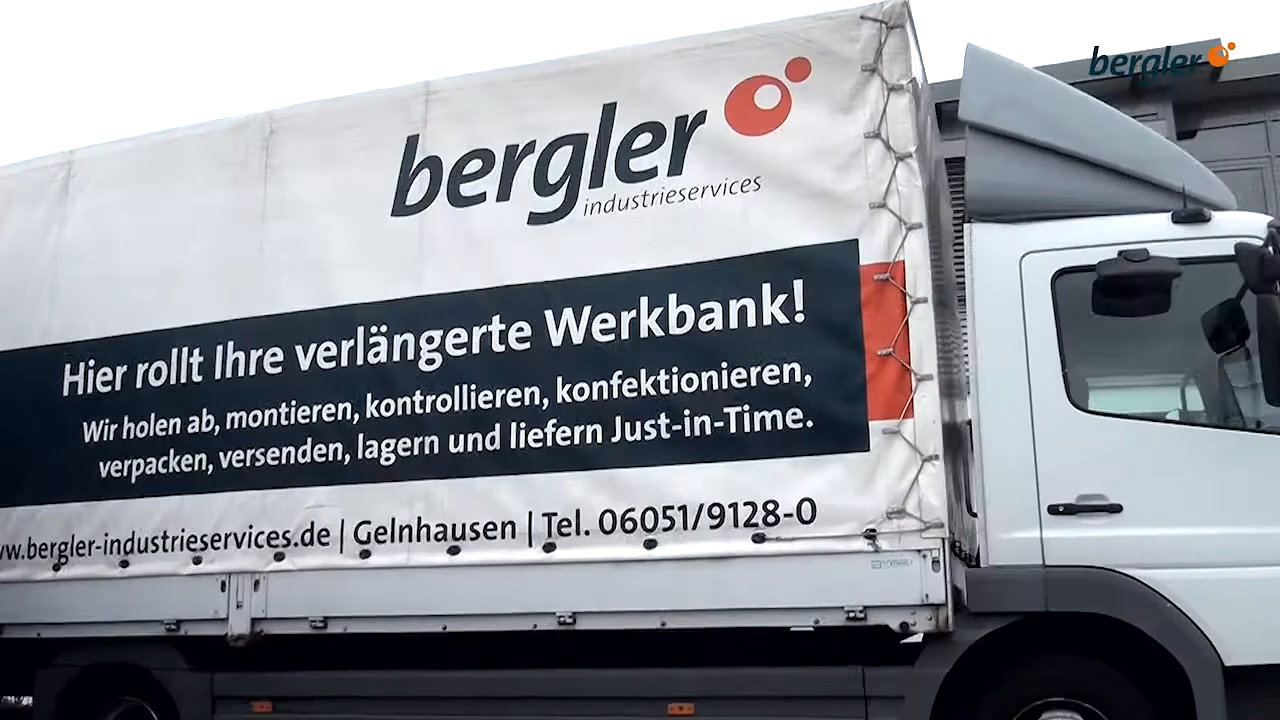 bergler
bergler
industrieservices
Hier rollt Ihre verlängerte Werkbank!
Wir holen ab, montieren, kontrollieren, konfektionieren,
verpacken, versenden, lagern und liefern Just-in-Time.
ww.bergler-industrieservices.de | Gelnhausen | Tel. 06051/9128-0